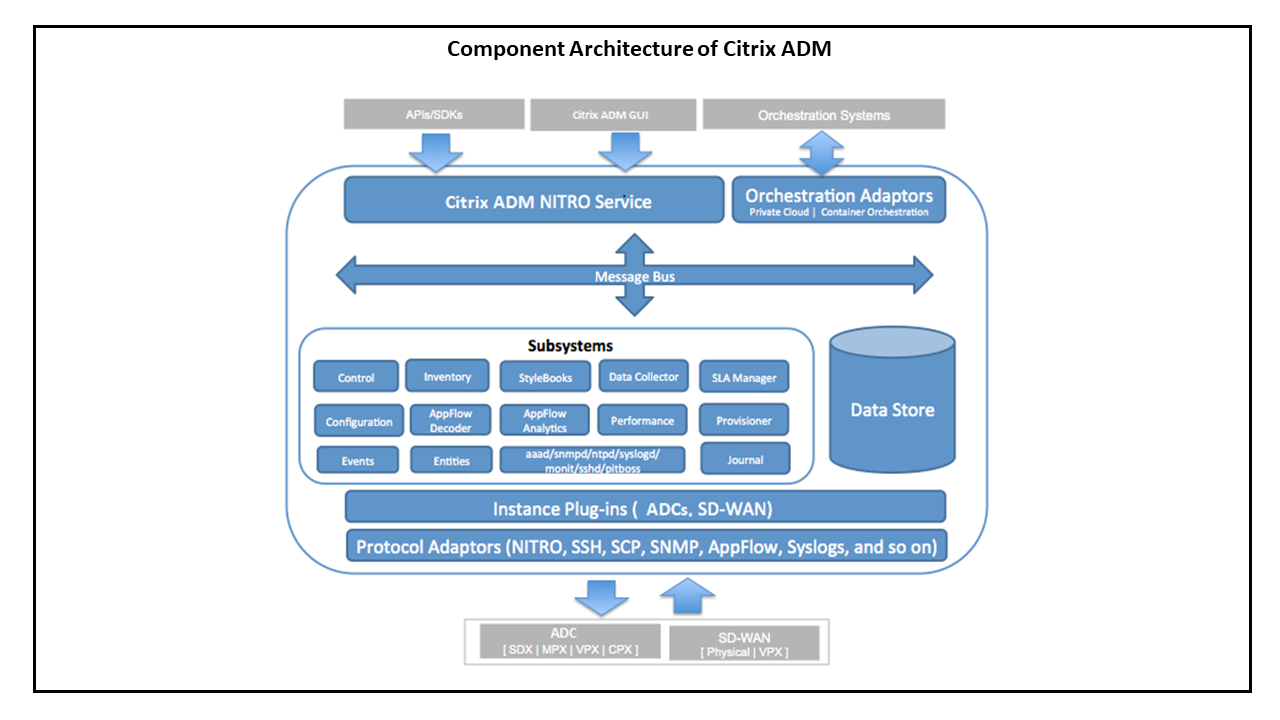 Component Architecture of Citrix ADM
APIs/SDKs
Citrix ADM GUI
Orchestration Systems
Citrix ADM NITRO Service
Orchestration Adaptors
Private Cloud | Container Orchestration
Message Bus
Subsystems
Control
Inventory
StyleBooks
Data Collector
SLA Manager
Configuration
AppFlow
Decoder
AppFlow
Analytics
Performance
Provisioner
Events
Entities
aaad/snmpd/ntpd/syslogd/
monit/sshd/pitboss
Journal
Data Store
Instance Plug-ins ( ADCs, SD-WAN)
Protocol Adaptors (NITRO, SSH, SCP, SNMP, AppFlow, Syslogs, and so on)
ADC
[ SDX | MPX | VPX | CPX ]
SD-WAN
[ Physical | VPX ]